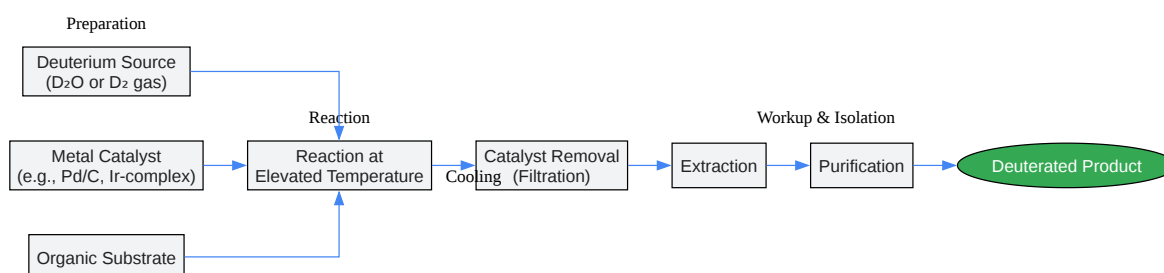 Preparation
Deuterium Source
(D₂O or D₂ gas)
Reaction
Workup & Isolation
Metal Catalyst
(e.g., Pd/C, Ir-complex)
Reaction at
Elevated Temperature
Cooling
Catalyst Removal
(Filtration)
Extraction
Purification
Deuterated Product
Organic Substrate